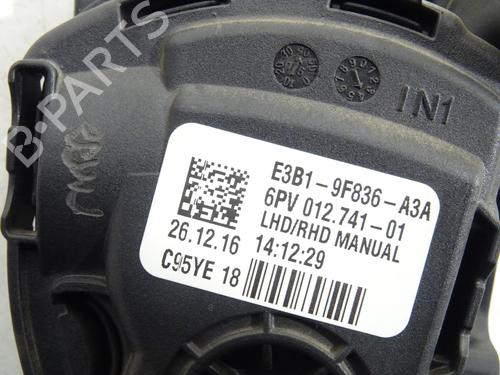 IN1
E3B1-9F836-A3A
6PV 012.741-01
LHD/RHD MANUAL
26.12.16 14:12:29
C95YE 18
B-PARTS